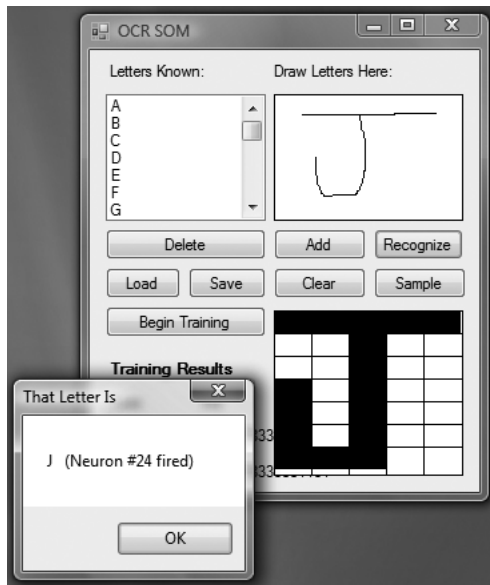 OCR SOM
Letters Known:
Draw Letters Here:
A
B
C
D
E
F
G
J
Delete
Add
Recognize
Load
Save
Clear
Sample
Begin Training
Training Results
That Letter Is
J (Neuron #24 fired)
OK